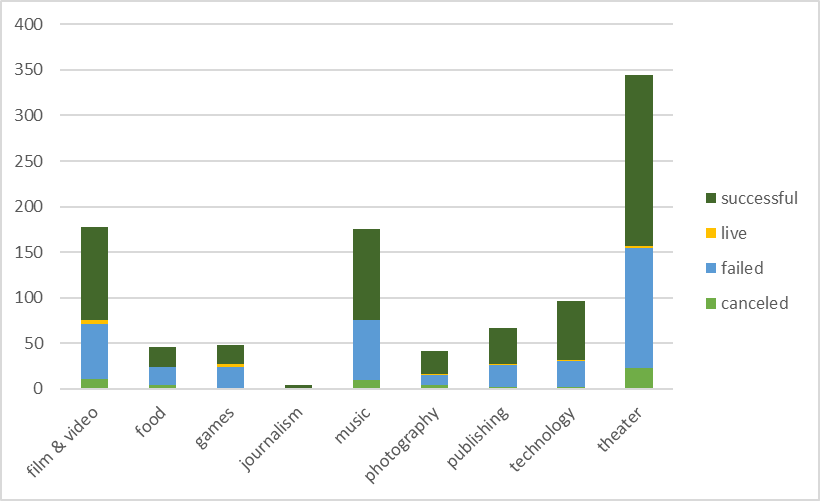 400
350
300
250
200
150
100
50
0
film & video
food
games
journalism
music
photography
publishing
technology
theater
successful
live
failed
canceled